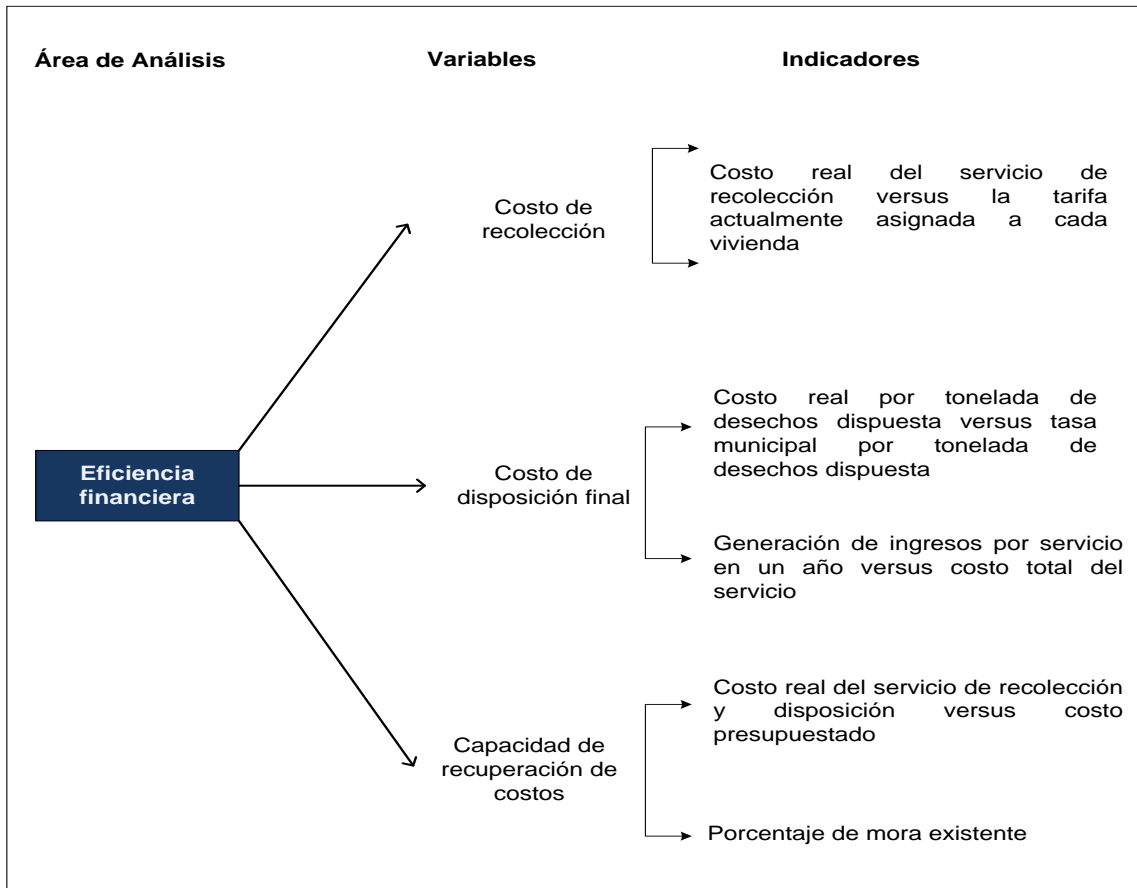 Área de Análisis
Variables
Indicadores
Costo de
recolección
Costo real del servicio de
recolección versus la tarifa
actualmente asignada a cada
vivienda
Eficiencia
financiera
Costo de
disposición final
Costo real por tonelada de
desechos dispuesta versus tasa
municipal por tonelada de
desechos dispuesta
Generación de ingresos por servicio
en un año versus costo total del
servicio
Capacidad de
recuperación de
costos
Costo real del servicio de recolección
y disposición versus costo
presupuestado
Porcentaje de mora existente